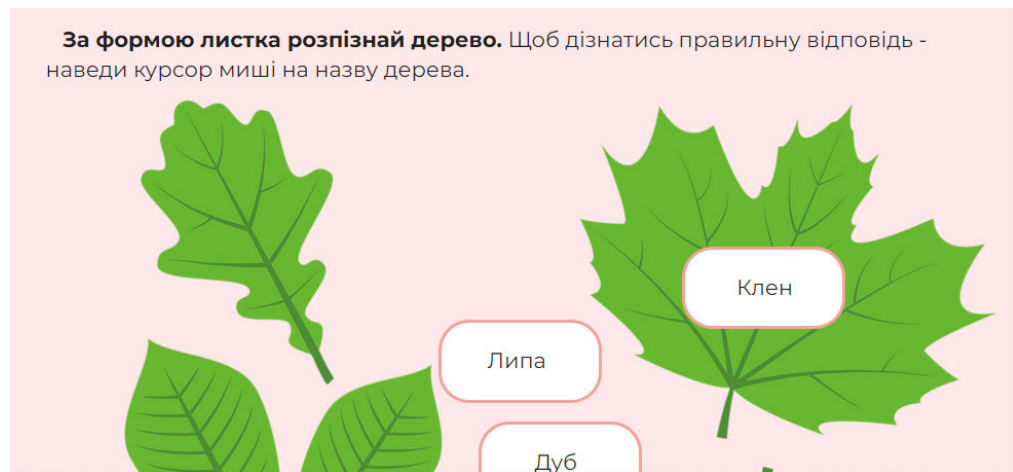 За формою листка розпізнай дерево. Щоб дізнатись правильну відповідь -
наведи курсор миші на назву дерева.
Клен
Липа
Дуб